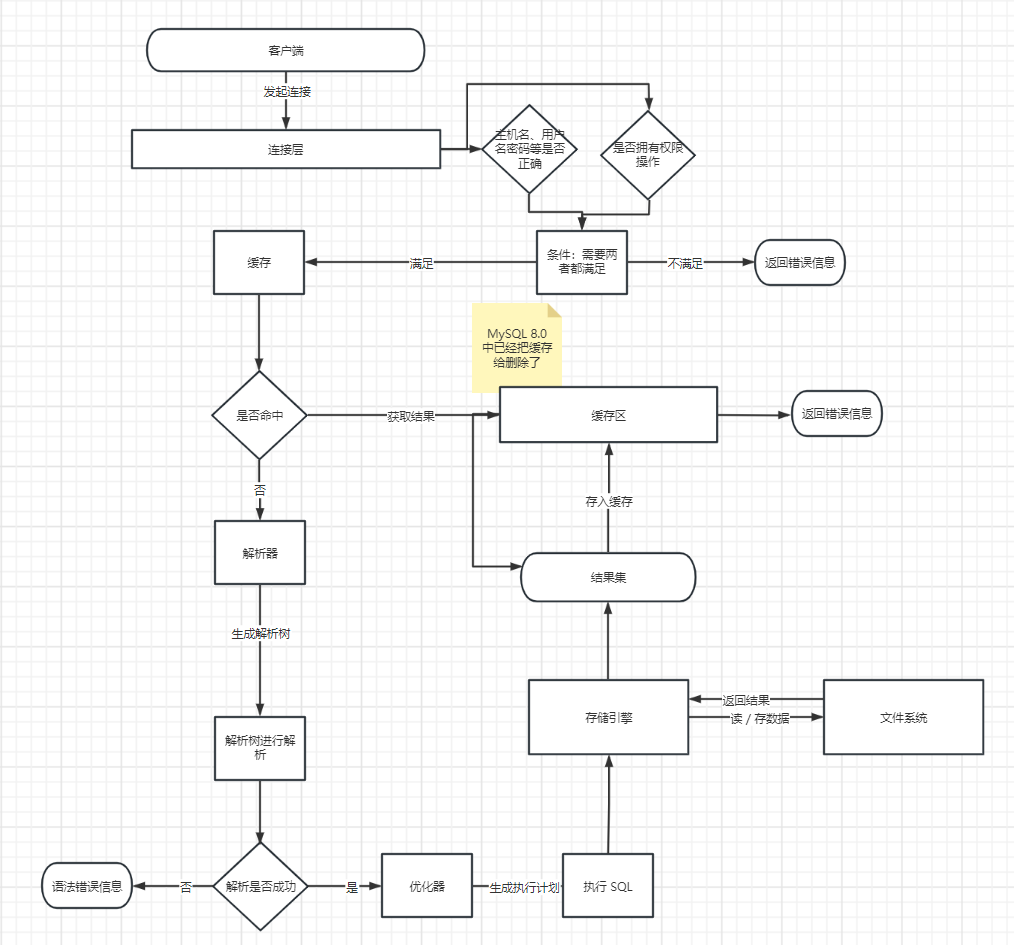 客户端
发起连接
连接层
主机名、用户
名密码等是否
正确
是否拥有权限
操作
缓存
满足
条件：需要两
者都满足
不满足
返回错误信息
MySQL 8.0
中已经把缓存
给删除了
是否命中
获取结果
缓存区
返回错误信息
否
存入缓存
解析器
结果集
生成解析树
存储引擎
返回结果
读 / 存数据
文件系统
解析树进行解
析
语法错误信息
否
解析是否成功
是
优化器
生成执行计划
执行 SQL